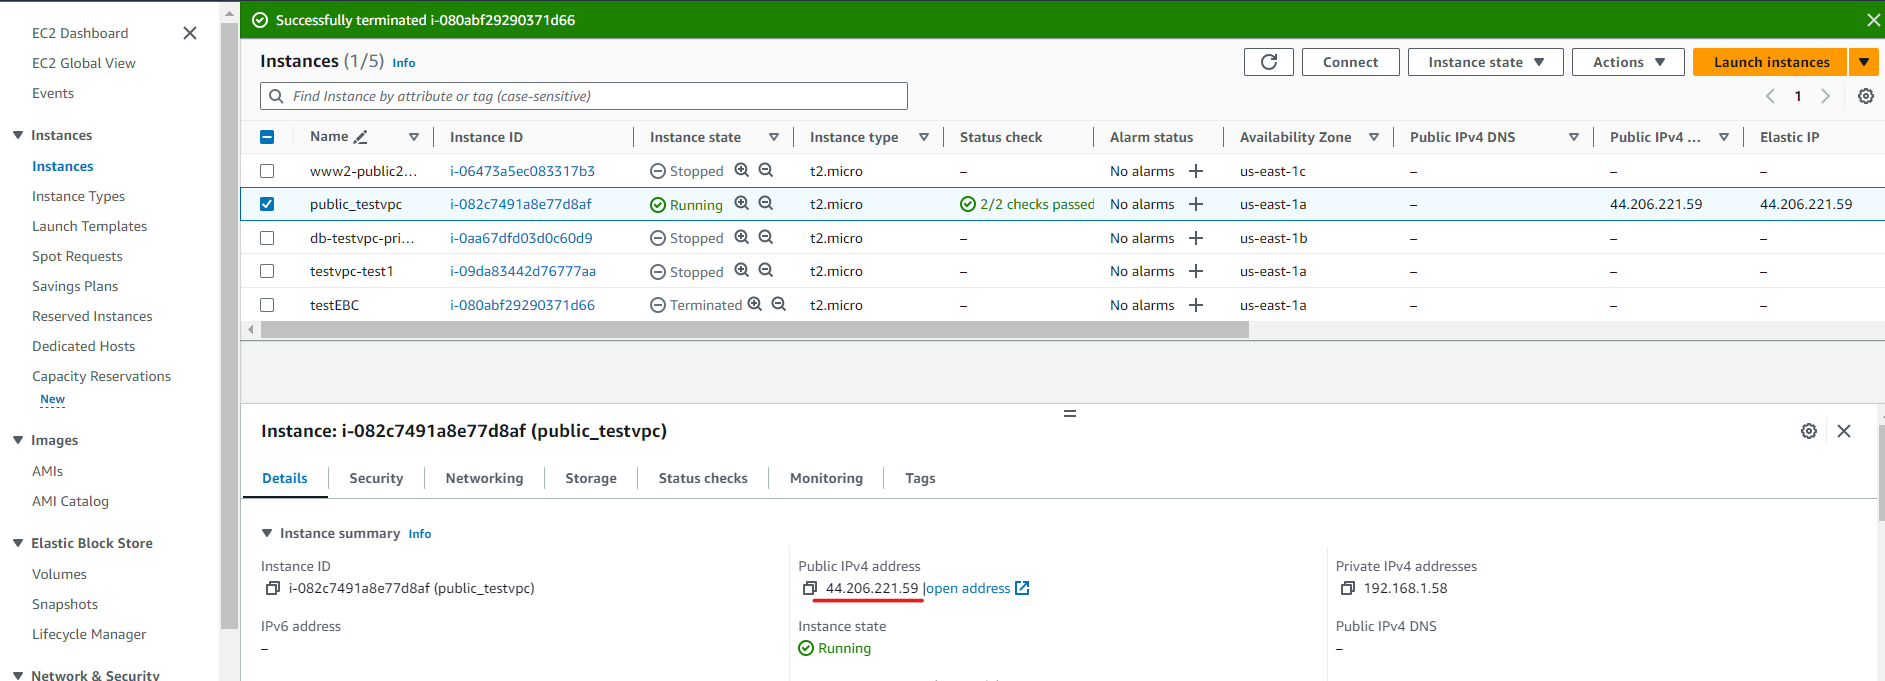 Successfully terminated i-080abf29290371d66
EC2 Dashboard
EC2 Global View
Events
Instances
Instances
Instance Types
Launch Templates
Spot Requests
Savings Plans
Reserved Instances
Dedicated Hosts
Capacity Reservations
New
Images
AMIs
AMI Catalog
Elastic Block Store
Volumes
Snapshots
Lifecycle Manager
Network & Security
Instances (1/5) Info
Connect Instance state Actions Launch instances
Find Instance by attribute or tag (case-sensitive)
1
Name Instance ID Instance state Instance type Status check Alarm status Availability Zone Public IPv4 DNS Public IPv4 ... Elastic IP
www2-public2... i-06473a5ec083317b3 Stopped t2.micro – No alarms + us-east-1c – – –
public_testvpc i-082c7491a8e77d8af Running t2.micro 2/2 checks passed No alarms + us-east-1a – 44.206.221.59 44.206.221.59
db-testvpc-pri... i-0aa67dfd03d0c60d9 Stopped t2.micro – No alarms + us-east-1b – – –
testvpc-test1 i-09da83442d76777aa Stopped t2.micro – No alarms + us-east-1a – – –
testEBC i-080abf29290371d66 Terminated t2.micro – No alarms + us-east-1a – – –
Instance: i-082c7491a8e77d8af (public_testvpc)
Details Security Networking Storage Status checks Monitoring Tags
Instance summary Info
Instance ID
i-082c7491a8e77d8af (public_testvpc)
IPv6 address
–
Public IPv4 address
44.206.221.59 |open address
Instance state
Running
Private IPv4 addresses
192.168.1.58
Public IPv4 DNS
–